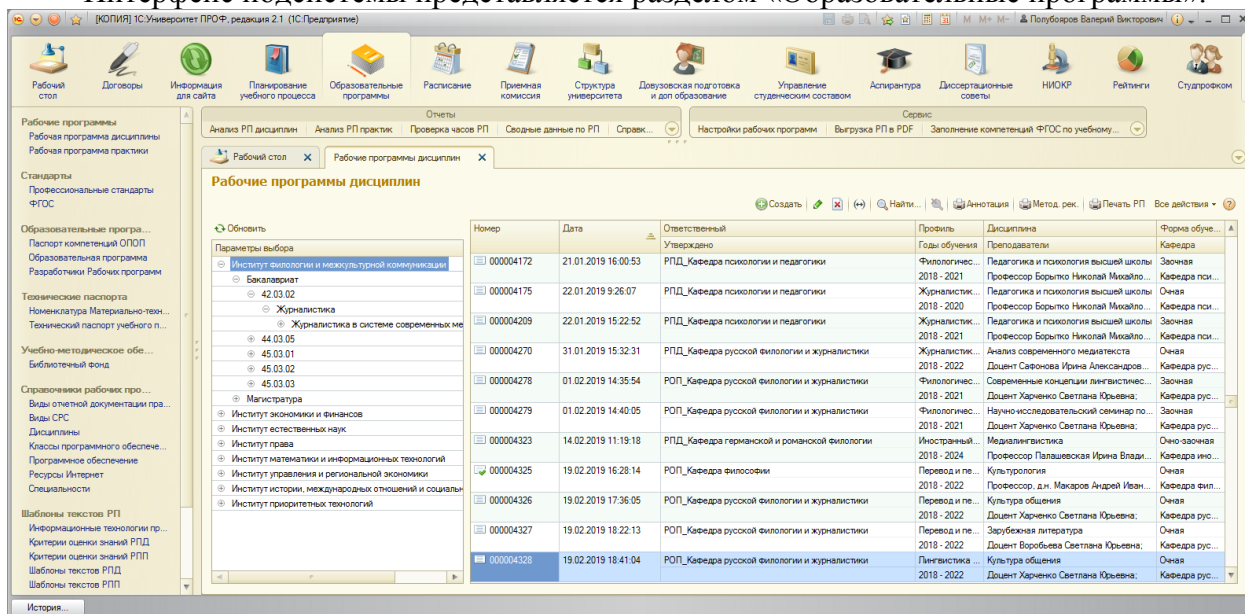 Интерфейс подсистемы представляется разделом «Образовательные программы».
[КОПИЯ] 1С:Университет ПРОФ, редакция 2.1 (1С:Предприятие)
M M+ M- Полубояров Валерий Викторович
Рабочий стол
Договоры
Информация для сайта
Планирование учебного процесса
Образовательные программы
Расписание
Приемная комиссия
Структура университета
Довузовская подготовка и доп образование
Управление студенческим составом
Аспирантура
Диссертационные советы
НИОКР
Рейтинги
Студпрофком
Рабочие программы
Рабочая программа дисциплины
Рабочая программа практики
Стандарты
Профессиональные стандарты
ФГОС
Образовательные програ...
Паспорт компетенций ОПОП
Образовательная программа
Разработчики Рабочих программ
Технические паспорта
Номенклатура Материально-техн...
Технический паспорт учебного п...
Учебно-методическое обе...
Библиотечный фонд
Справочники рабочих про...
Виды отчетной документации пра...
Виды СРС
Дисциплины
Классы программного обеспече...
Программное обеспечение
Ресурсы Интернет
Специальности
Шаблоны текстов РП
Информационные технологии пр...
Критерии оценки знаний РПД
Критерии оценки знаний РПП
Шаблоны текстов РПД
Шаблоны текстов РПП
Отчеты
Анализ РП дисциплин Анализ РП практик Проверка часов РП Сводные данные по РП Справк...
Сервис
Настройки рабочих программ Выгрузка РП в PDF Заполнение компетенций ФГОС по учебному...
Рабочий стол Рабочие программы дисциплин
Рабочие программы дисциплин
Создать Найти... Аннотация Метод. рек. Печать РП Все действия
Обновить
Параметры выбора
Институт филологии и межкультурной коммуникации
Бакалавриат
42.03.02
Журналистика
Журналистика в системе современных ме
44.03.05
45.03.01
45.03.02
45.03.03
Магистратура
Институт экономики и финансов
Институт естественных наук
Институт права
Институт математики и информационных технологий
Институт управления и региональной экономики
Институт истории, международных отношений и социальн
Институт приоритетных технологий
Номер Дата Ответственный Профиль Дисциплина Форма обуче...
Утверждено Годы обучения Преподаватели Кафедра
000004172 21.01.2019 16:00:53 РПД_Кафедра психологии и педагогики Филологичес... Педагогика и психология высшей школы Заочная
2018 - 2021 Профессор Борытко Николай Михайло... Кафедра пси...
000004175 22.01.2019 9:26:07 РПД_Кафедра психологии и педагогики Журналистик... Педагогика и психология высшей школы Очная
2018 - 2020 Профессор Борытко Николай Михайло... Кафедра пси...
000004209 22.01.2019 15:22:52 РПД_Кафедра психологии и педагогики Журналистик... Педагогика и психология высшей школы Заочная
2018 - 2021 Профессор Борытко Николай Михайло... Кафедра пси...
000004270 31.01.2019 15:32:31 РПД_Кафедра русской филологии и журналистики Журналистик... Анализ современного медиатекста Очная
2018 - 2022 Доцент Сафонова Ирина Александров... Кафедра рус...
000004278 01.02.2019 14:35:54 РОП_Кафедра русской филологии и журналистики Филологичес... Современные концепции лингвистичес... Заочная
2018 - 2021 Доцент Харченко Светлана Юрьевна; Кафедра рус...
000004279 01.02.2019 14:40:05 РОП_Кафедра русской филологии и журналистики Филологичес... Научно-исследовательский семинар по... Заочная
2018 - 2021 Доцент Харченко Светлана Юрьевна; Кафедра рус...
000004323 14.02.2019 11:19:18 РПД_Кафедра германской и романской филологии Иностранный... Медиалингвистика Очно-заочная
2018 - 2024 Профессор Палашевская Ирина Влади... Кафедра ино...
000004325 19.02.2019 16:28:14 РОП_Кафедра философии Перевод и пе... Культурология Очная
2018 - 2022 Профессор, д.н. Макаров Андрей Иван... Кафедра фил...
000004326 19.02.2019 17:36:05 РОП_Кафедра русской филологии и журналистики Перевод и пе... Культура общения Очная
2018 - 2022 Доцент Харченко Светлана Юрьевна; Кафедра рус...
000004327 19.02.2019 18:22:13 РОП_Кафедра русской филологии и журналистики Перевод и пе... Зарубежная литература Очная
2018 - 2022 Доцент Воробьева Светлана Юрьевна; Кафедра рус...
000004328 19.02.2019 18:41:04 РОП_Кафедра русской филологии и журналистики Лингвистика ... Культура общения Очная
2018 - 2022 Доцент Харченко Светлана Юрьевна; Кафедра рус...
История...